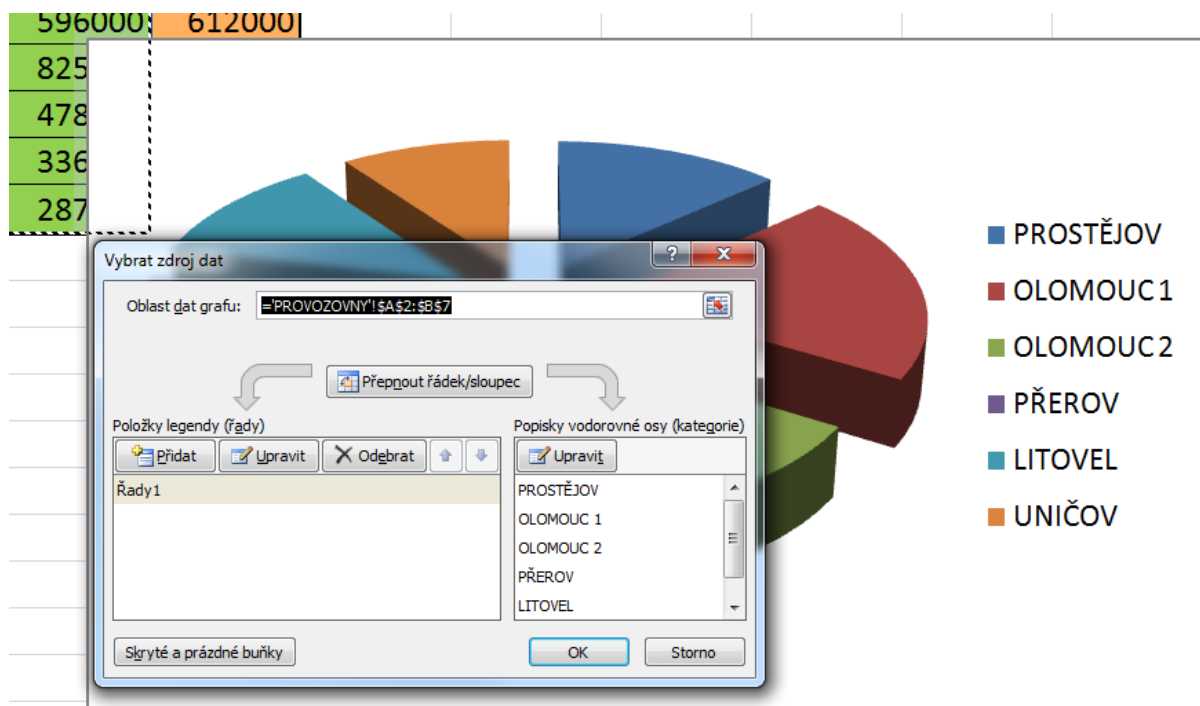 596000 612000
825
478
336
287
Vybrat zdroj dat
?
Oblast dat grafu: ='PROVOZOVNY'!$A$2:$B$7
Přepnout řádek/sloupec
Položky legendy (řady)
Přidat Upravit Odebrat
Řady1
Popisky vodorovné osy (kategorie)
Upravit
PROSTĚJOV
OLOMOUC 1
OLOMOUC 2
PŘEROV
LITOVEL
Skryté a prázdné buňky
OK Storno
PROSTĚJOV
OLOMOUC 1
OLOMOUC 2
PŘEROV
LITOVEL
UNIČOV